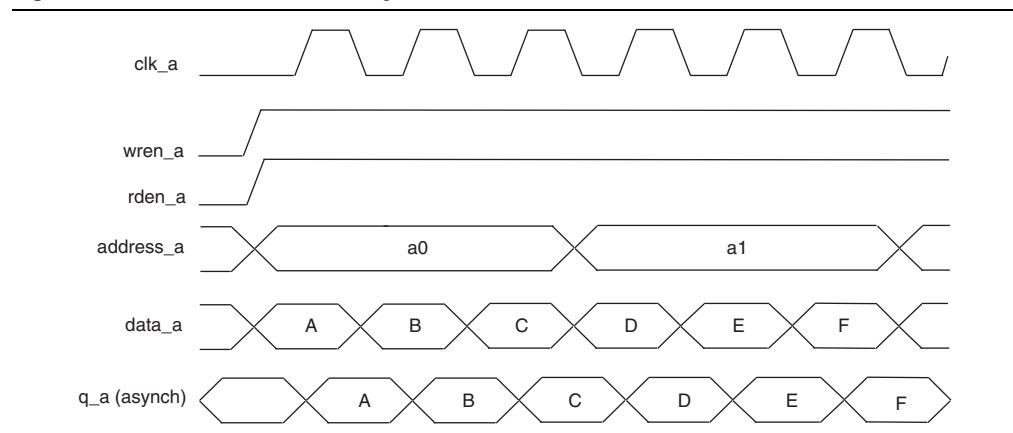 clk_a
wren_a
rden_a
address_a a0 a1
data_a A B C D E F
q_a (asynch) A B C D E F